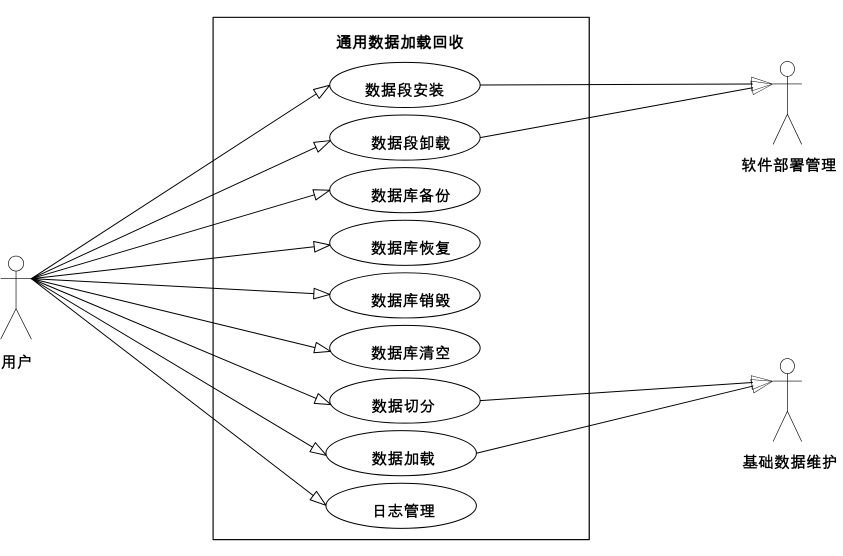 通用数据加载回收
数据段安装
数据段卸载
数据库备份
数据库恢复
数据库销毁
数据库清空
数据切分
数据加载
日志管理
用户
软件部署管理
基础数据维护